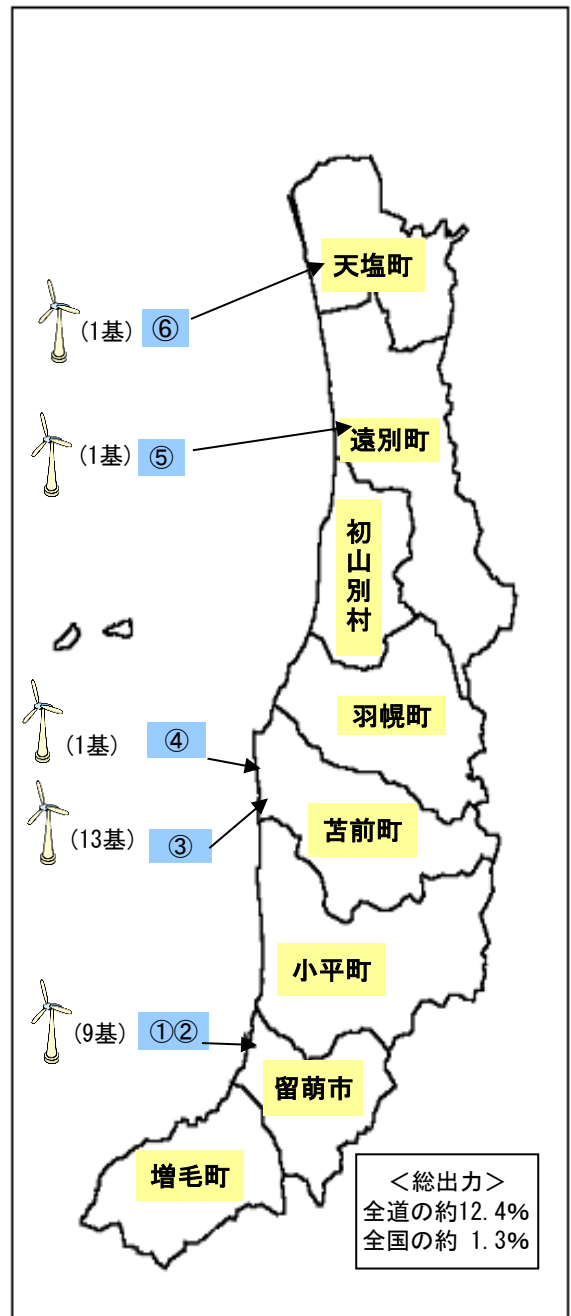 天塩町
(1基) ⑥
遠別町
(1基) ⑤
初山別村
羽幌町
(1基) ④
苫前町
(13基) ③
小平町
(9基) ①②
留萌市
増毛町
＜総出力＞
全道の約12.4%
全国の約 1.3%